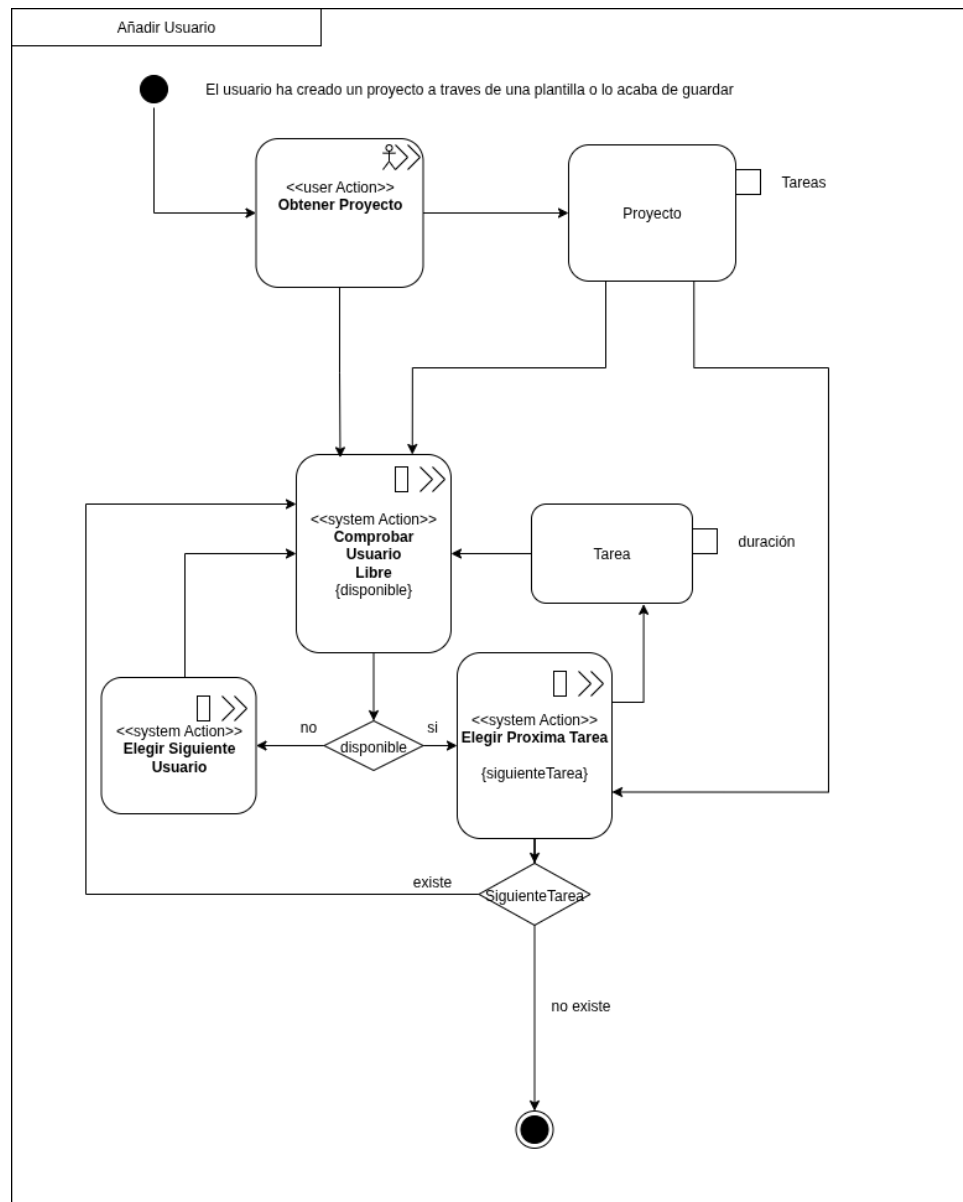 Añadir Usuario
El usuario ha creado un proyecto a traves de una plantilla o lo acaba de guardar
<<user Action>>
Obtener Proyecto
Proyecto
Tareas
<<system Action>>
Comprobar
Usuario
Libre
{disponible}
Tarea
duración
<<system Action>>
Elegir Siguiente
Usuario
no
disponible
si
<<system Action>>
Elegir Proxima Tarea
{siguienteTarea}
existe
SiguienteTarea
no existe